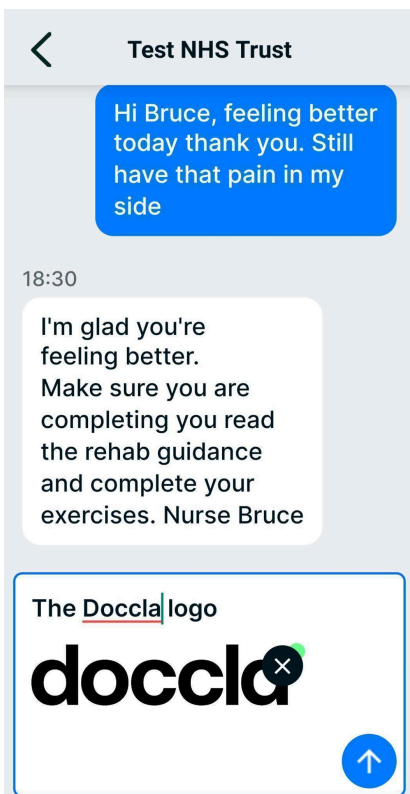 Test NHS Trust
Hi Bruce, feeling better
today thank you. Still
have that pain in my
side
18:30
I'm glad you're
feeling better.
Make sure you are
completing you read
the rehab guidance
and complete your
exercises. Nurse Bruce
The Doccla logo
doccla